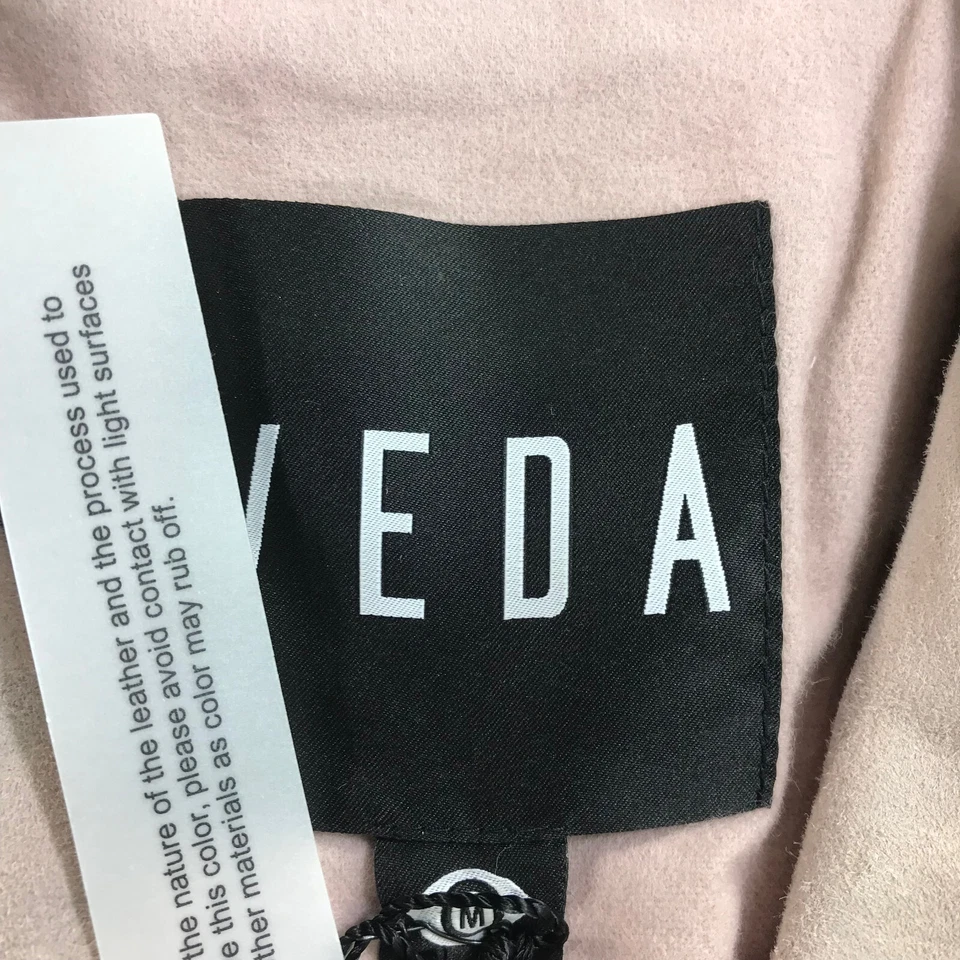 the nature of the leather and the process used to
e this color, please avoid contact with light surfaces
ther materials as color may rub off.
VEDA
M